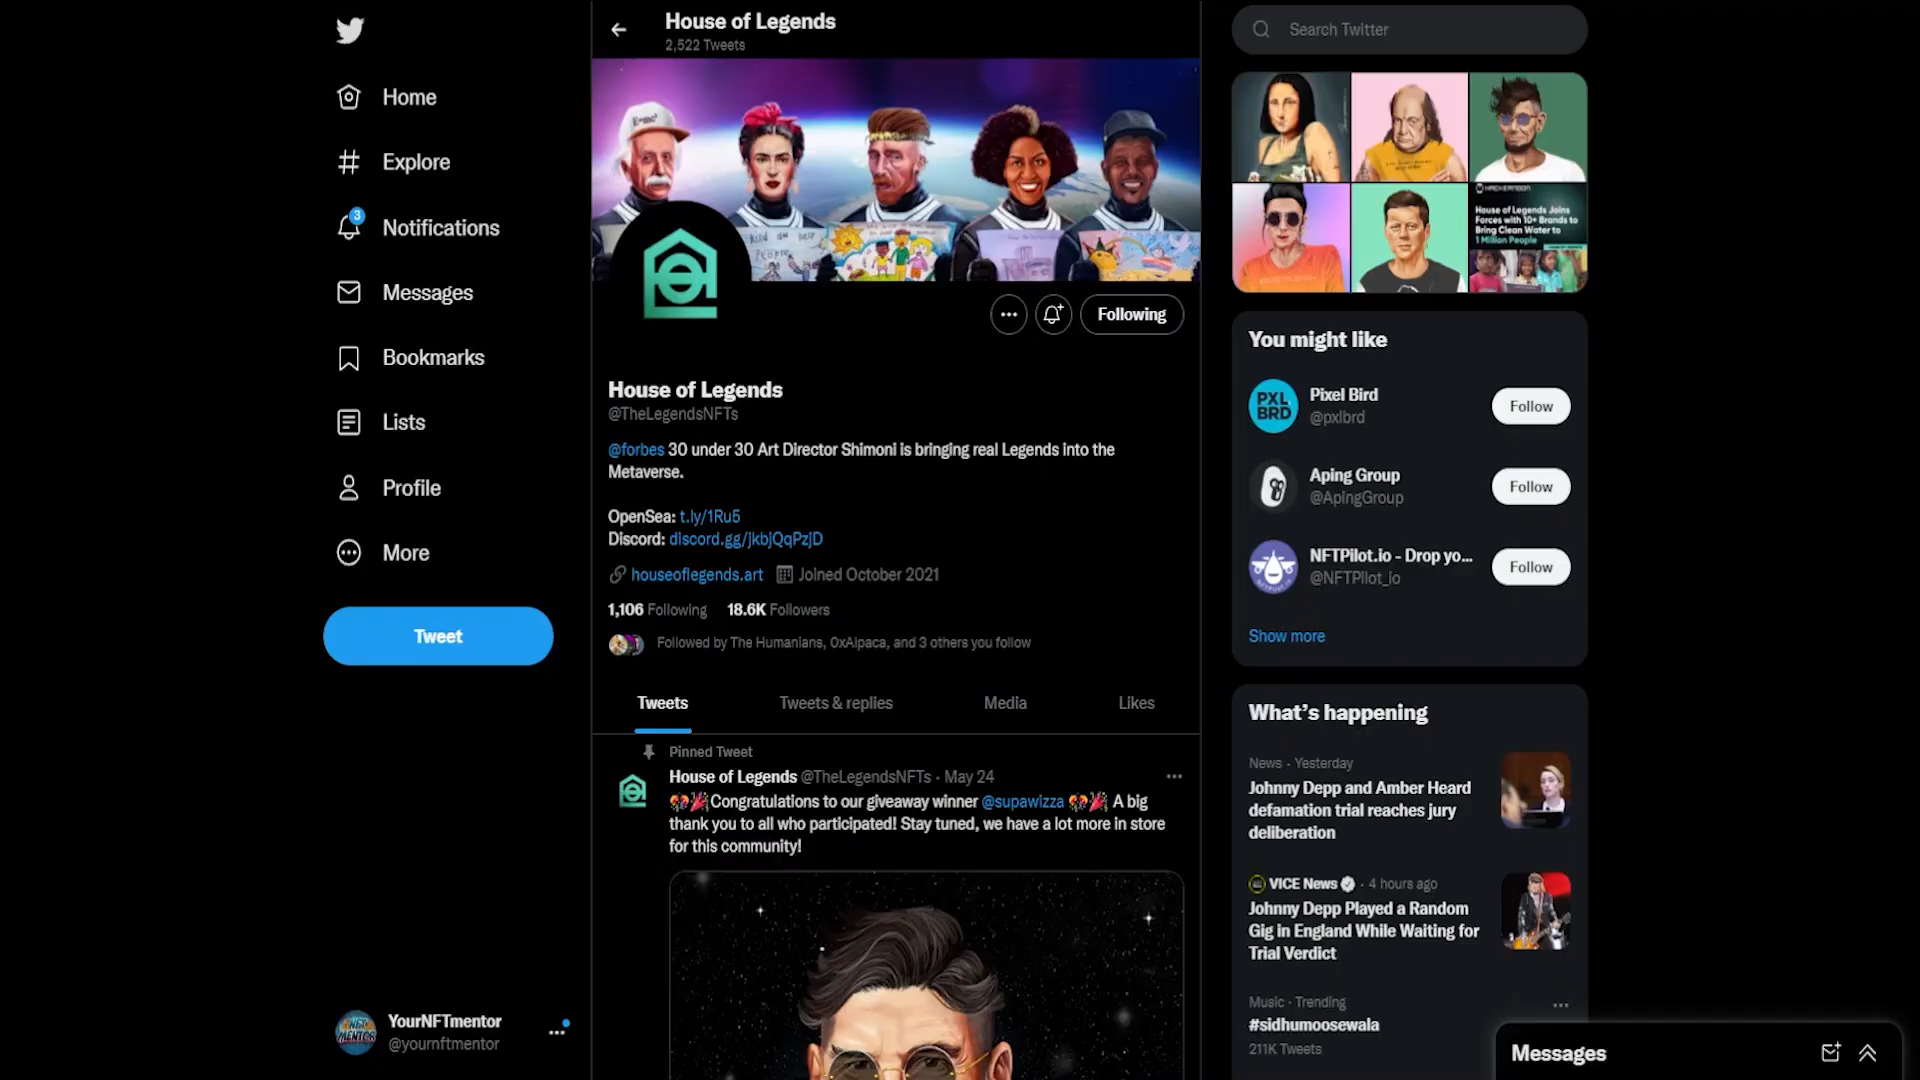 Home
Explore
3
Notifications
Messages
Bookmarks
Lists
Profile
More
Tweet
YourNFTmentor
@yournftmentor
House of Legends
2,522 Tweets
Following
House of Legends
@TheLegendsNFTs
@forbes 30 under 30 Art Director Shimoni is bringing real Legends into the
Metaverse.
OpenSea: t.ly/1Ru5
Discord: discord.gg/jkbjQqPzjD
houseoflegends.art Joined October 2021
1,106 Following 18.6K Followers
Followed by The Humanians, 0xAlpaca, and 3 others you follow
Tweets Tweets & replies Media Likes
Pinned Tweet
House of Legends @TheLegendsNFTs · May 24
Congratulations to our giveaway winner @supawizza A big
thank you to all who participated! Stay tuned, we have a lot more in store
for this community!
Search Twitter
HACKERNOON
House of Legends Joins
Forces with 10+ Brands to
Bring Clean Water to
1 Million People
You might like
PXL
BRD
Pixel Bird
@pxlbrd
Follow
Aping Group
@ApingGroup
Follow
NFTPilot.io - Drop yo...
@NFTPilot_io
Follow
Show more
What's happening
News · Yesterday
Johnny Depp and Amber Heard
defamation trial reaches jury
deliberation
VICE News · 4 hours ago
Johnny Depp Played a Random
Gig in England While Waiting for
Trial Verdict
Music · Trending
#sidhumoosewala
211K Tweets
Messages